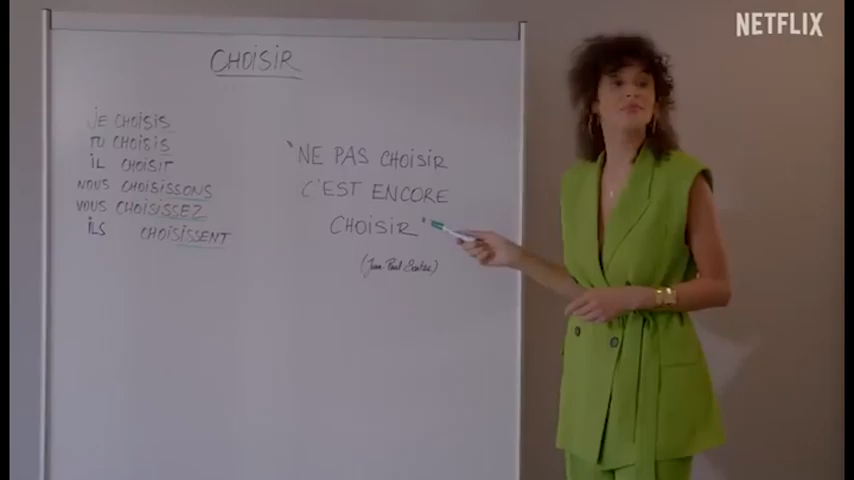 NETFLIX
CHOISIR
JE CHOISIS
TU CHOISIS
IL CHOISIT
NOUS CHOISISSONS
VOUS CHOISISSEZ
ILS CHOISISSENT
"NE PAS CHOISIR
C'EST ENCORE
CHOISIR"
(Jean-Paul Sartre)